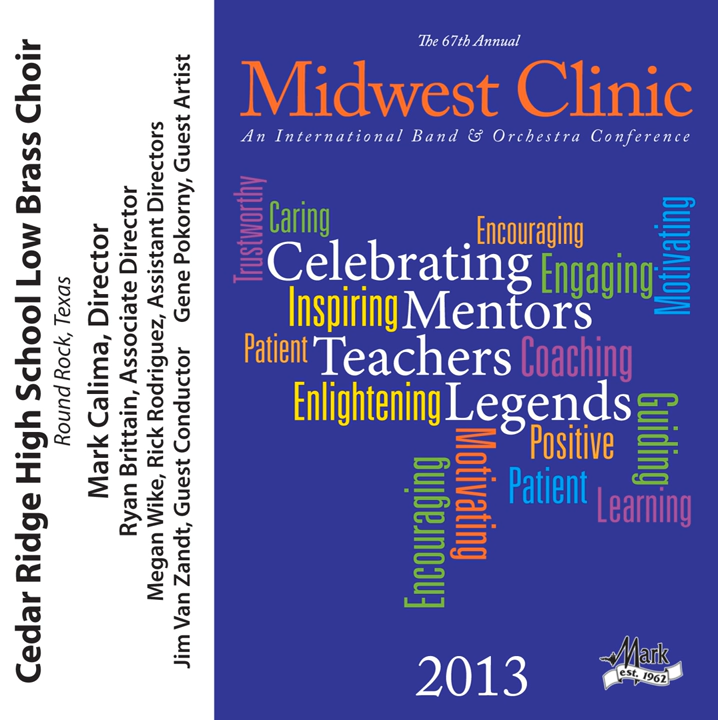 Cedar Ridge High School Low Brass Choir
Round Rock, Texas
Mark Calima, Director
Ryan Brittain, Associate Director
Megan Wike, Rick Rodriguez, Assistant Directors
Jim Van Zandt, Guest Conductor Gene Pokorny, Guest Artist
The 67th Annual
Midwest Clinic
An International Band & Orchestra Conference
Trustworthy
Caring
Encouraging
Motivating
Celebrating
Engaging
Inspiring
Mentors
Patient
Teachers
Coaching
Enlightening
Legends
Guiding
Motivating
Positive
Encouraging
Patient
Learning
2013
Mark
est. 1962